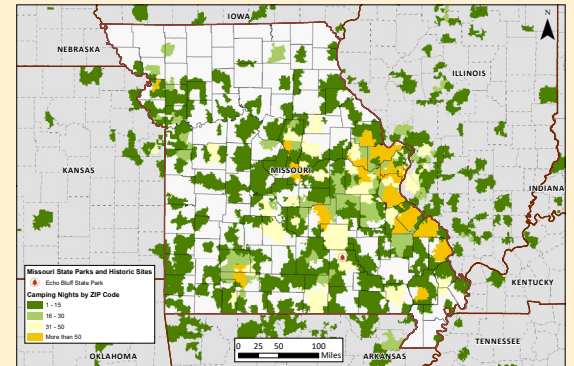 IOWA
N
NEBRASKA
ILLINOIS
KANSAS
MISSOURI
INDIANA
Missouri State Parks and Historic Sites
Echo Bluff State Park
Camping Nights by ZIP Code
1 - 15
16 - 30
31 - 50
More than 50
KENTUCKY
0 25 50 100
Miles
TENNESSEE
OKLAHOMA
ARKANSAS